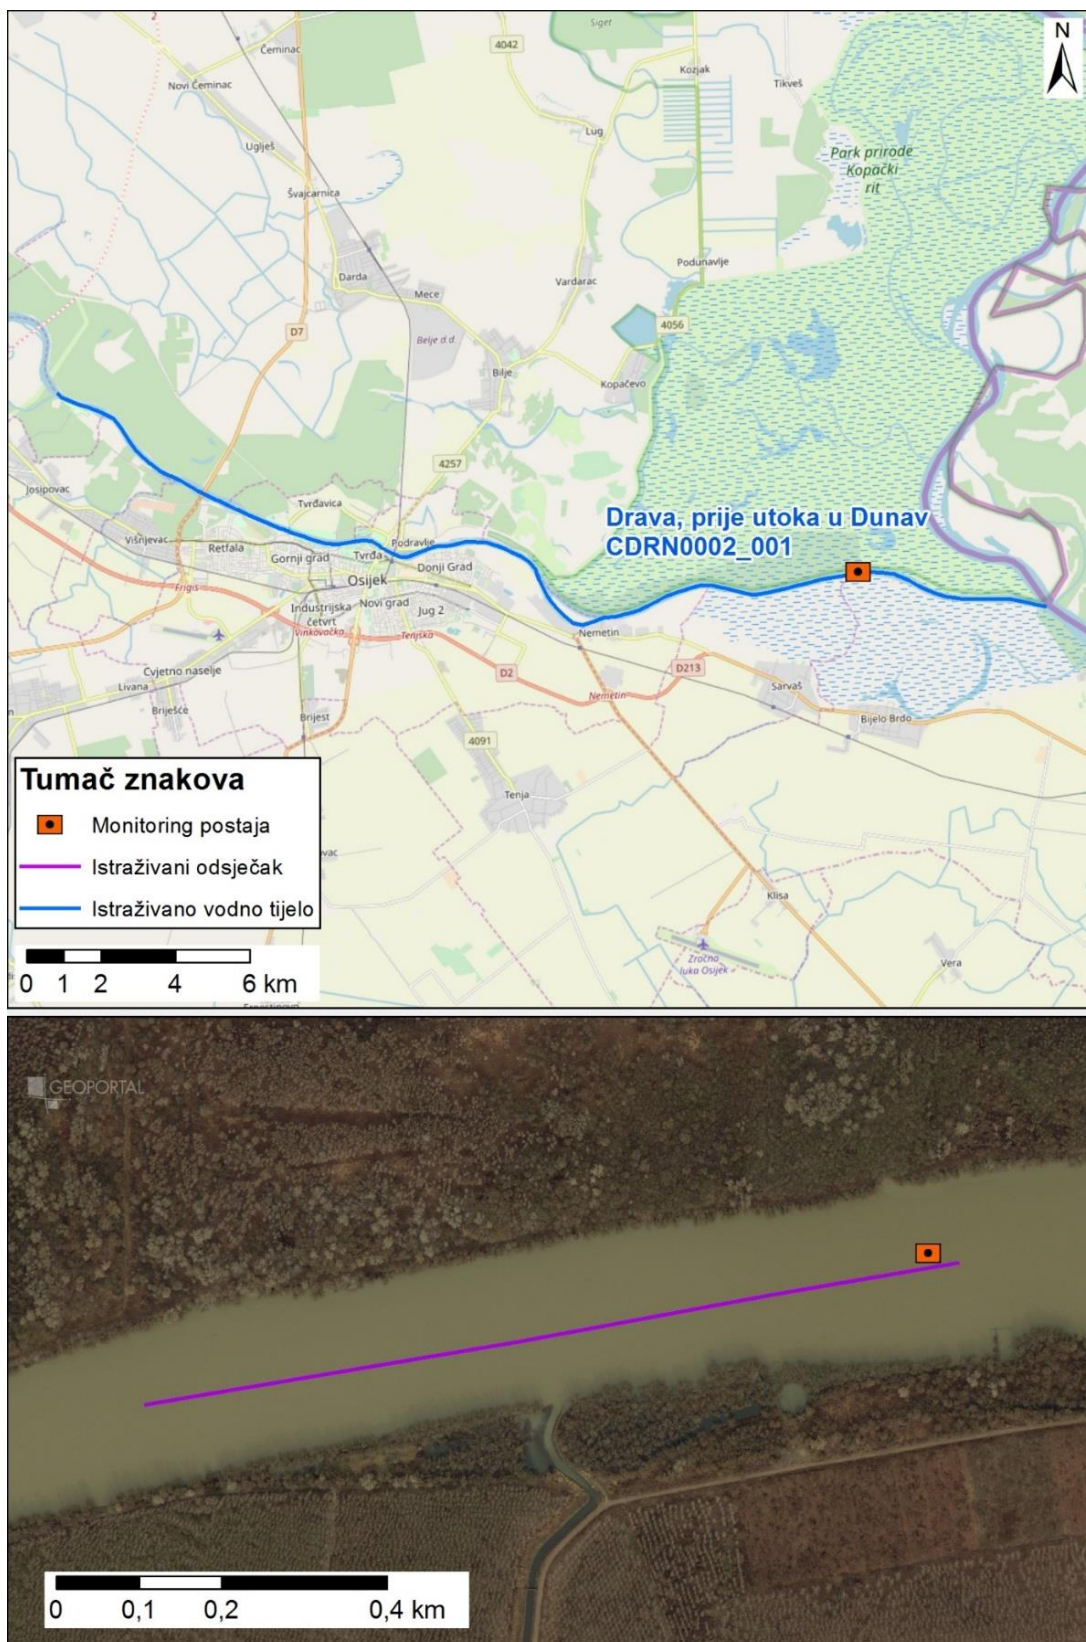 N
Siget
4042
Čeminac
Kozjak
Novi Čeminac
Tikveš
Lug
Uglješ
Park prirode
Kopački
rit
Švajcarnica
Podunavlje
Darda
Vardarac
Mece
4056
D7
Belje d.d.
Bilje
Kopačevo
4257
Josipovac
Tvrđavica
Drava, prije utoka u Dunav
CDRN0002_001
Višnjevac
Retfala
Gornji grad
Tvrđa
Podravlje
Donji Grad
Osijek
Frigis
Industrijska
četvrt
Novi grad
Jug 2
Vinkovačka
Tenjska
Nemetin
Cvjetno naselje
D2
D213
Livana
Sarvaš
Nemetin
Briješće
Brijest
Bijelo Brdo
4091
Tumač znakova
Monitoring postaja
Istraživani odsječak
Istraživano vodno tijelo
Tenja
Klisa
Zračna
luka Osijek
Vera
0 1 2 4 6 km
GEOPORTAL
0 0,1 0,2 0,4 km